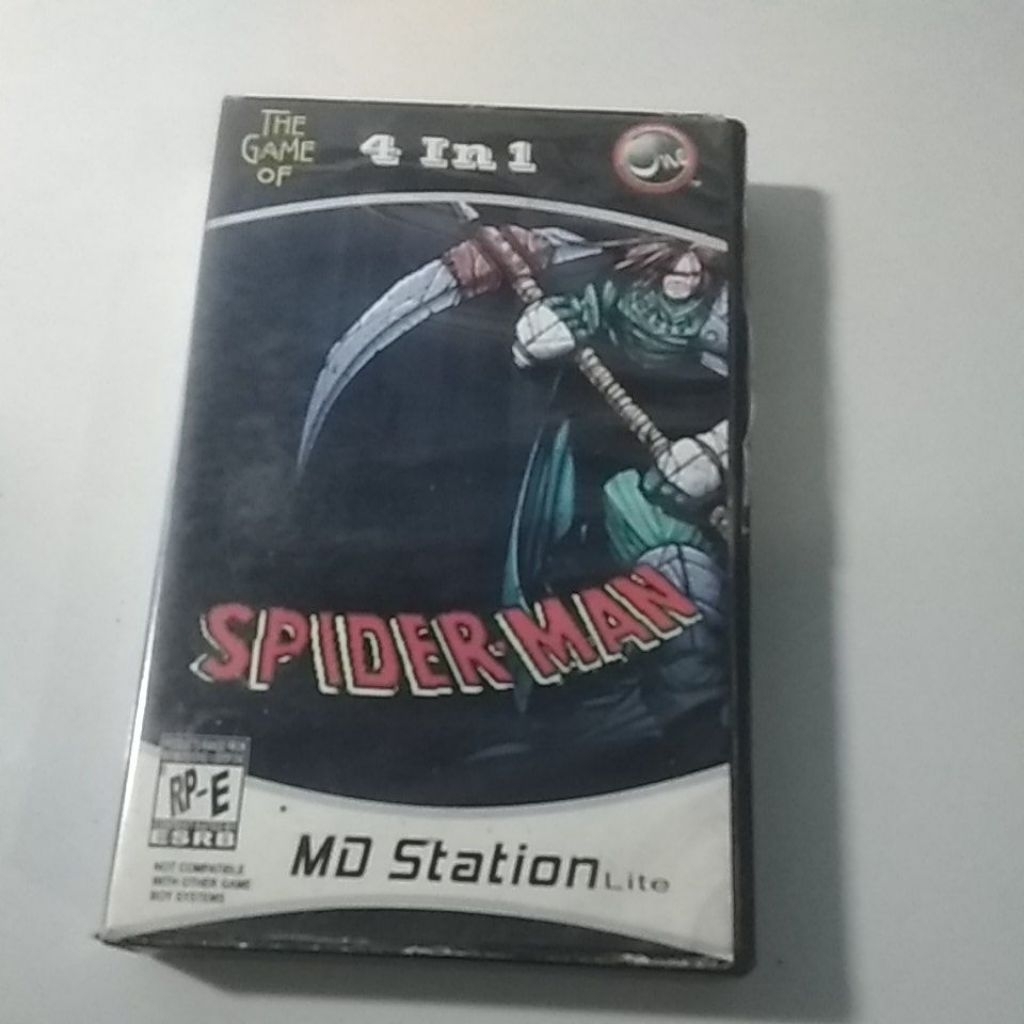 THE
GAME
OF
4 In 1
SPIDER-MAN
RP-E
ESRB
NOT COMPATIBLE
WITH OTHER GAME
BOY SYSTEMS
MD Station Lite